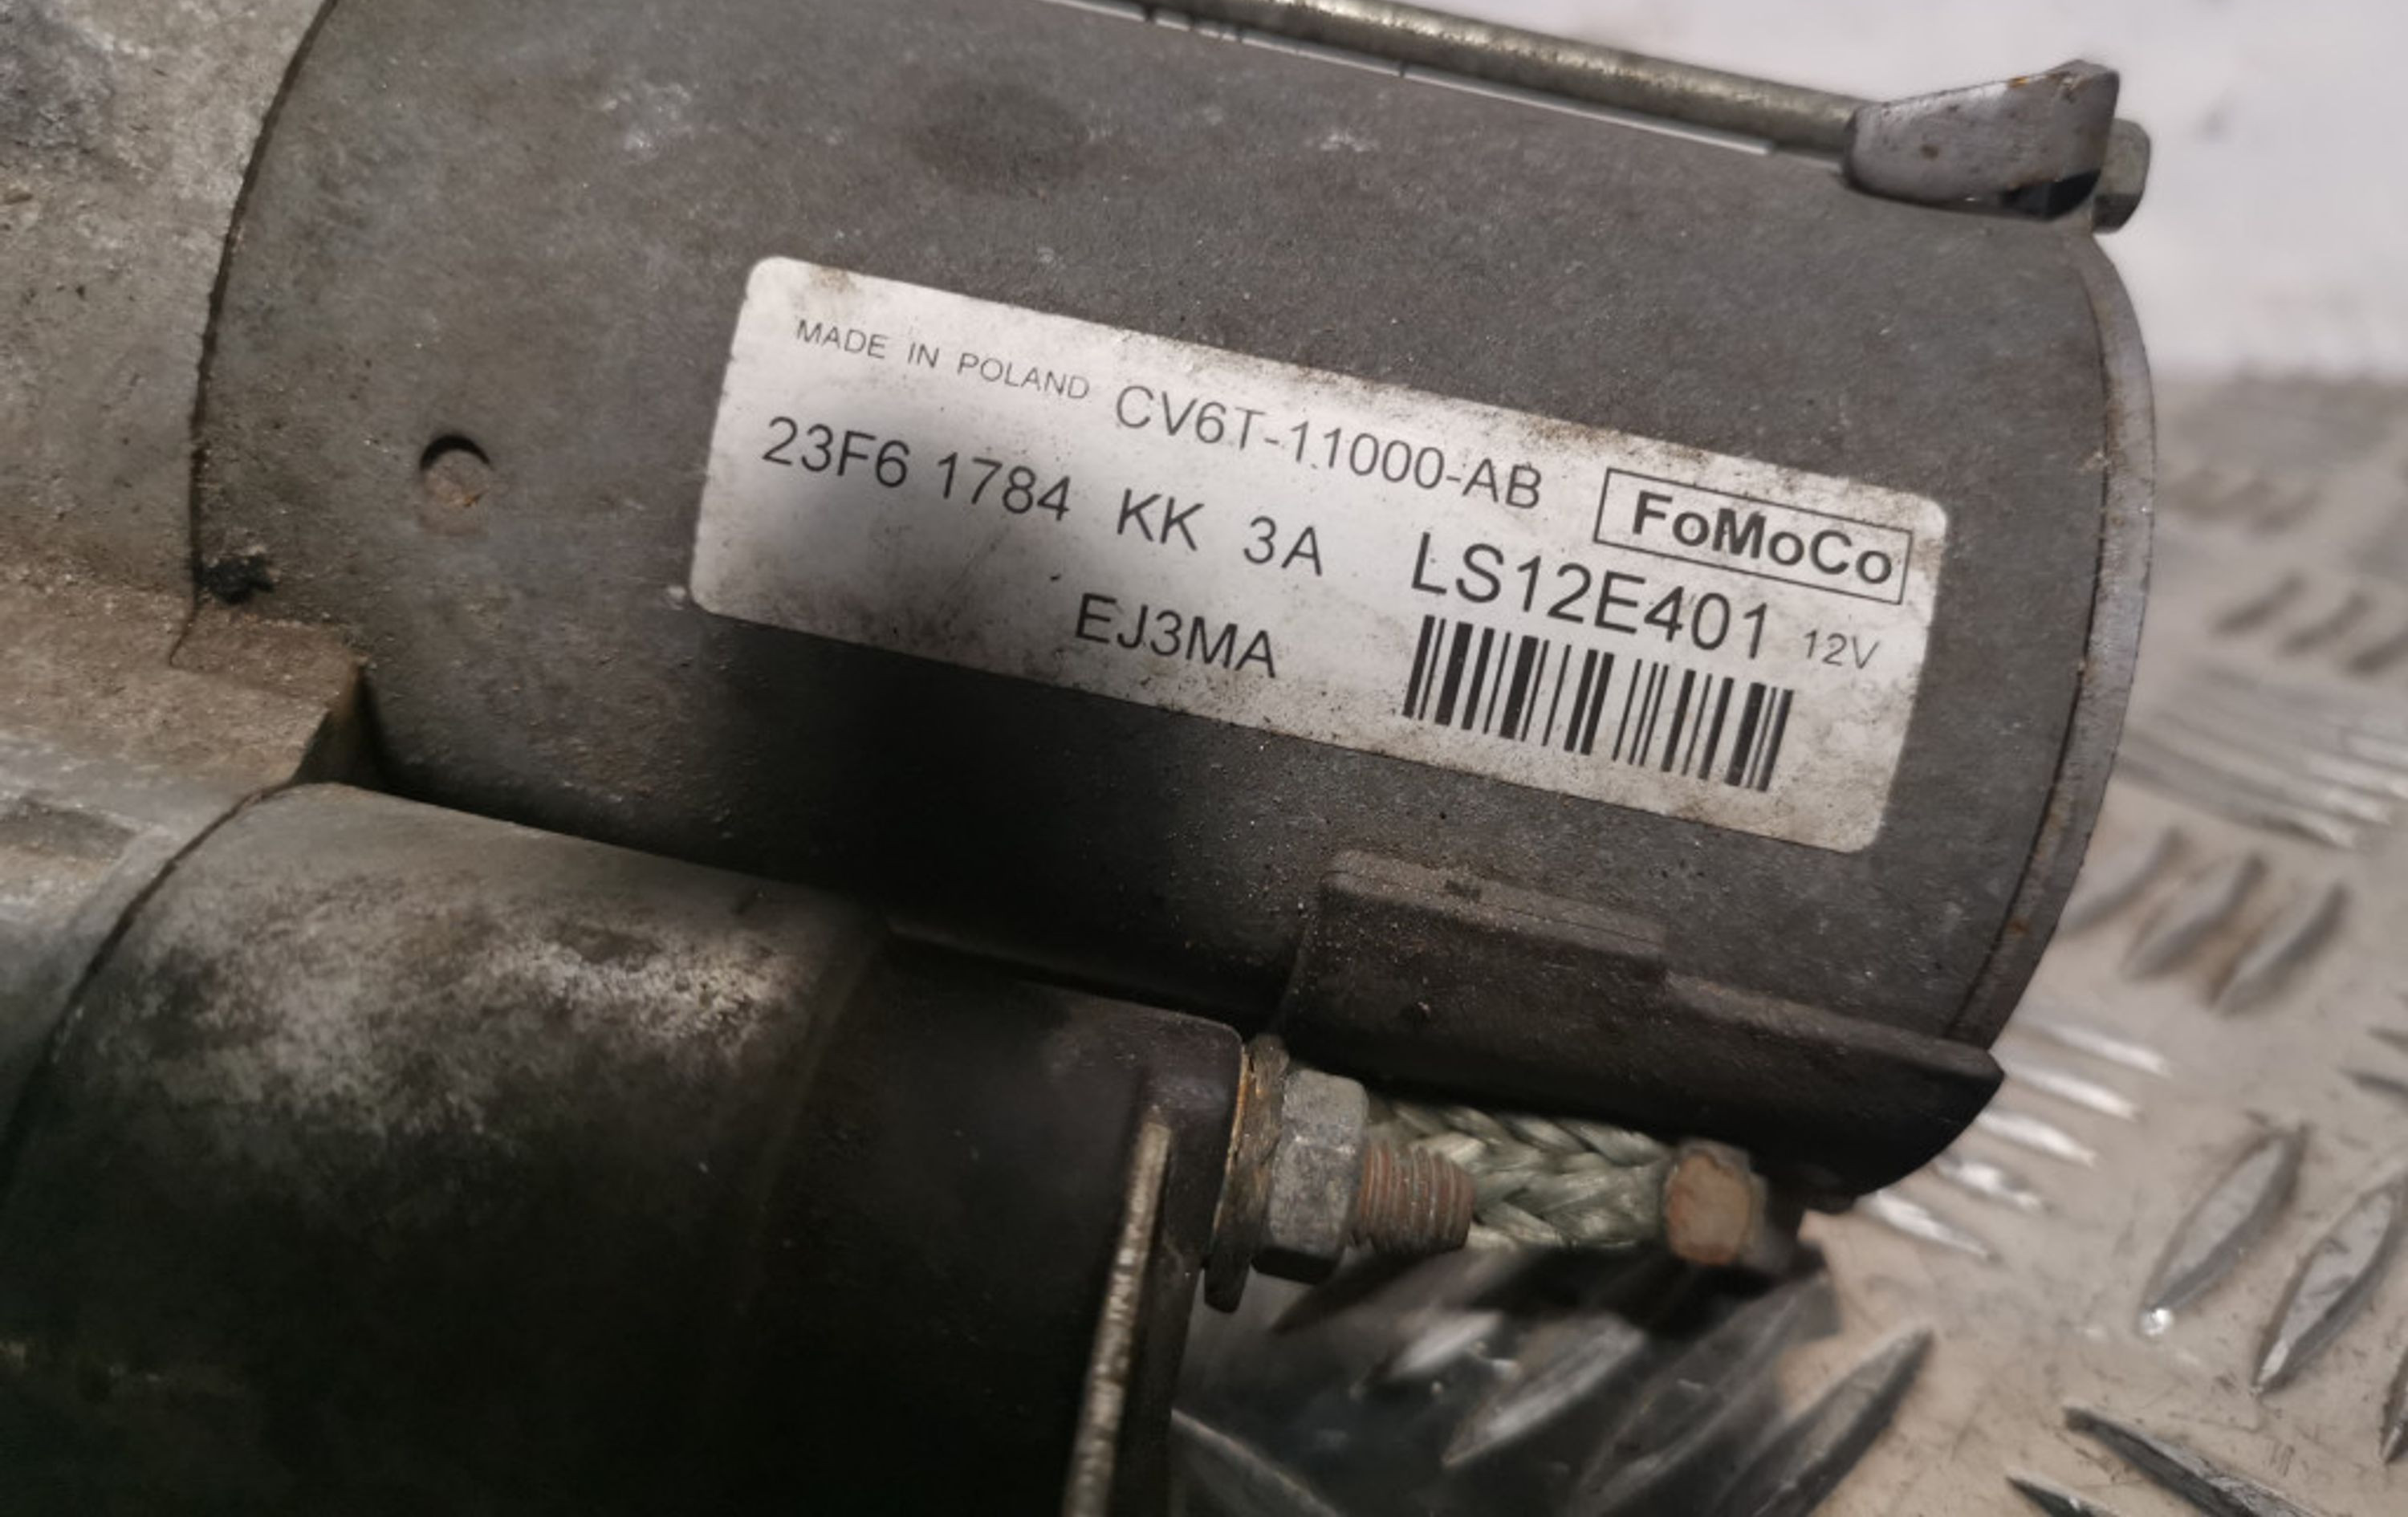 MADE IN POLAND CV6T-11000-AB FoMoCo
23F6 1784 KK 3A LS12E401 12V
EJ3MA